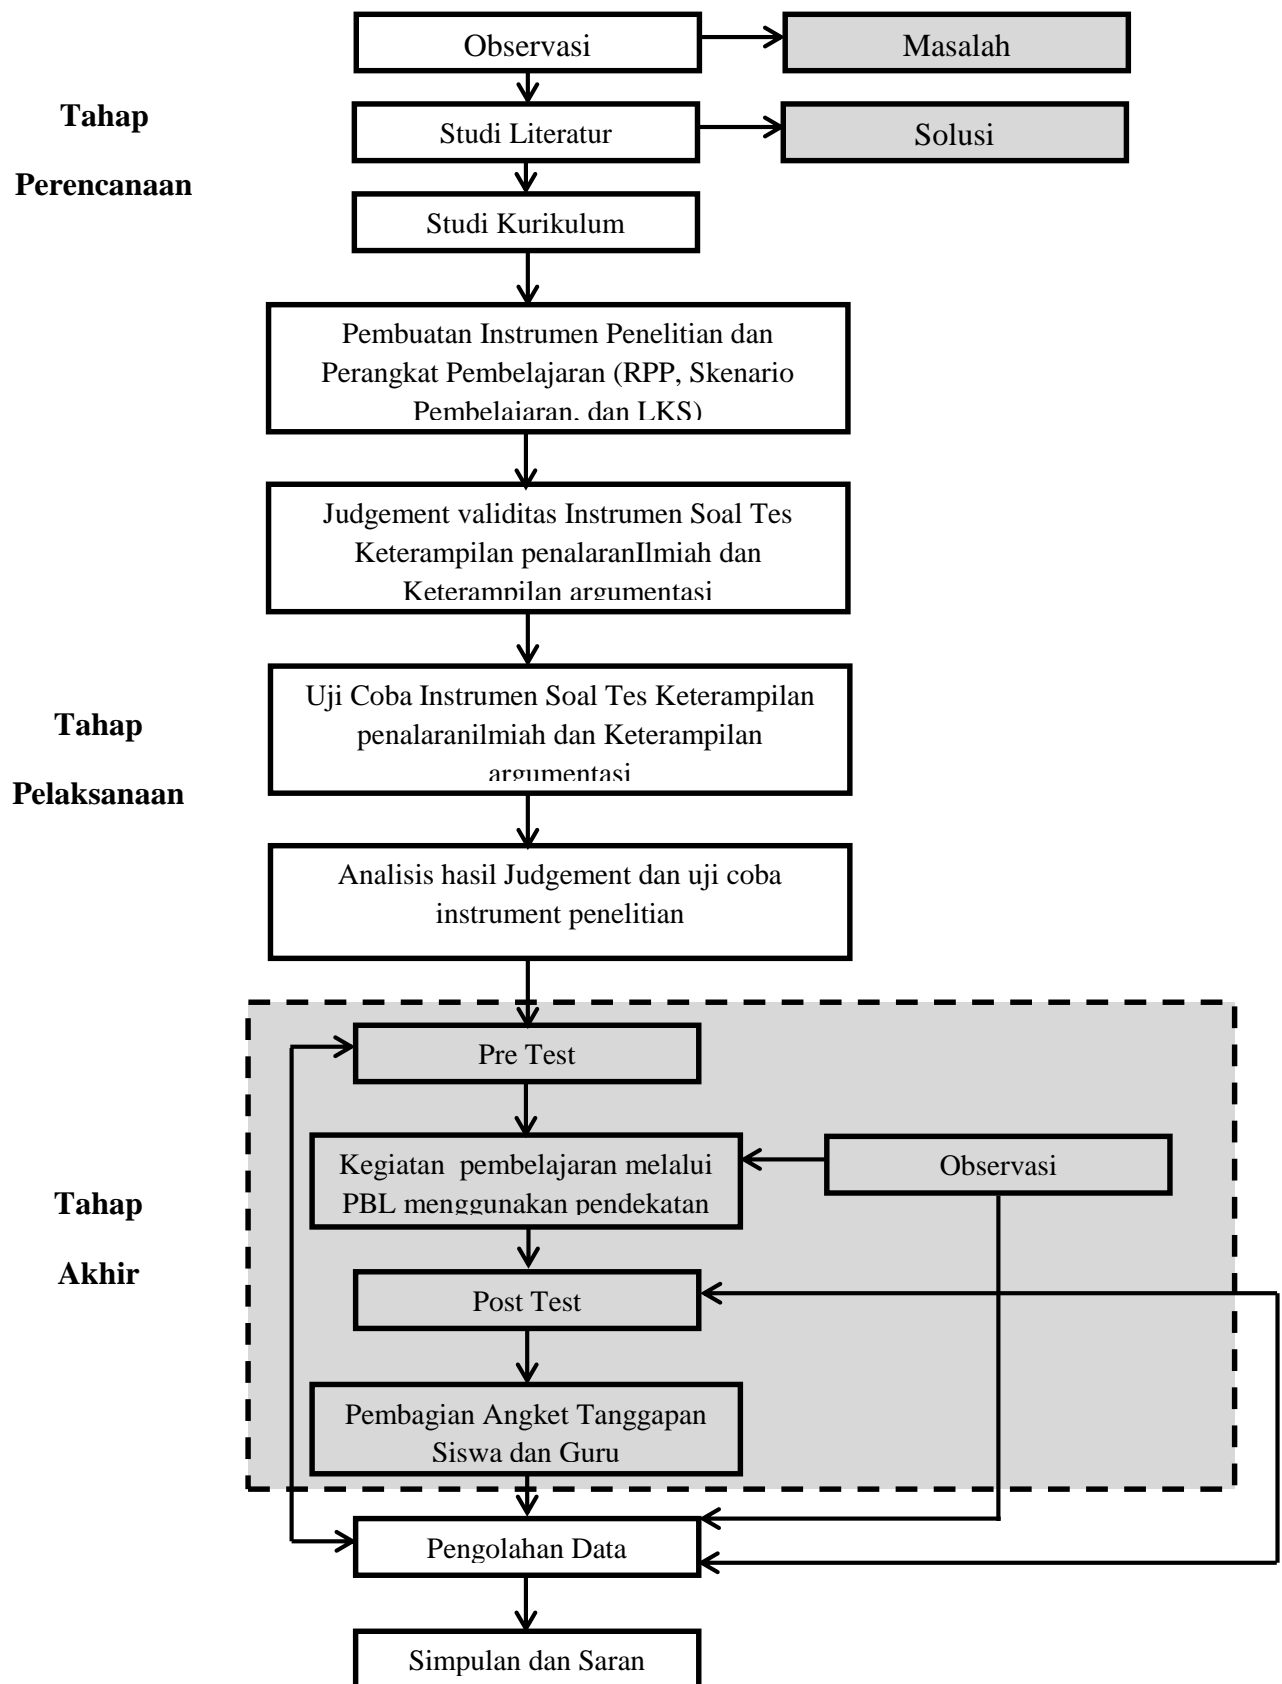 Observasi
Masalah
Tahap
Perencanaan
Studi Literatur
Solusi
Studi Kurikulum
Pembuatan Instrumen Penelitian dan
Perangkat Pembelajaran (RPP, Skenario
Pembelajaran, dan LKS)
Judgement validitas Instrumen Soal Tes
Keterampilan penalaranIlmiah dan
Keterampilan argumentasi
Tahap
Pelaksanaan
Uji Coba Instrumen Soal Tes Keterampilan
penalaranilmiah dan Keterampilan
argumentasi
Analisis hasil Judgement dan uji coba
instrument penelitian
Tahap
Akhir
Pre Test
Kegiatan pembelajaran melalui
PBL menggunakan pendekatan
Observasi
Post Test
Pembagian Angket Tanggapan
Siswa dan Guru
Pengolahan Data
Simpulan dan Saran